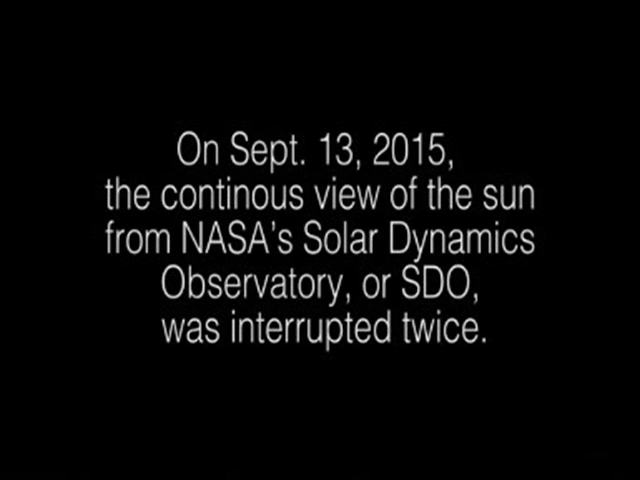 On Sept. 13, 2015,
the continous view of the sun
from NASA's Solar Dynamics
Observatory, or SDO,
was interrupted twice.